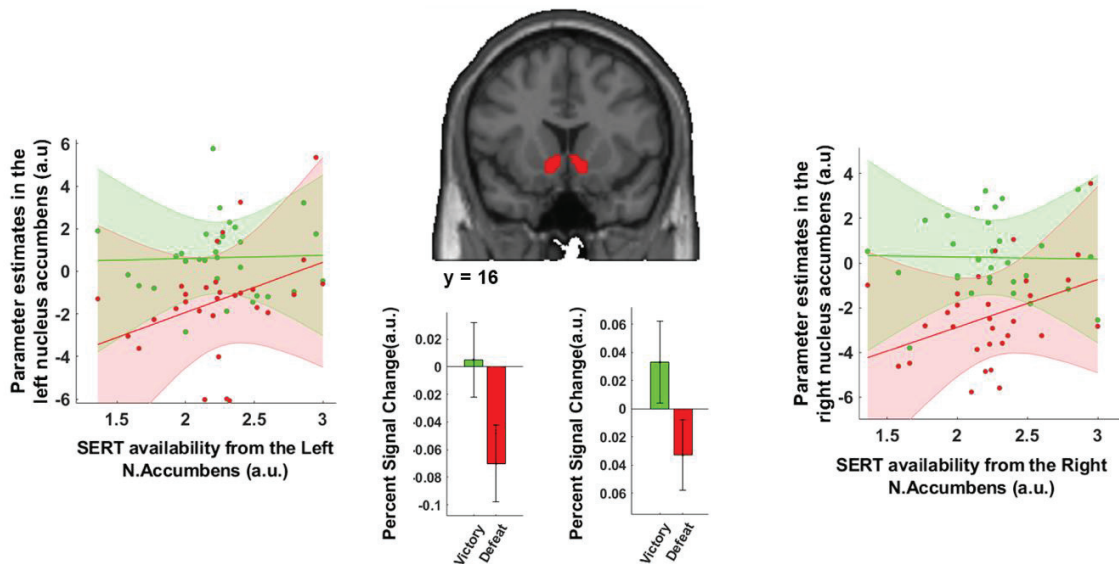 Parameter estimates in the
left nucleus accumbens (a.u)
6
4
2
0
-2
-4
-6
1.5
2
2.5
3
SERT availability from the Left
N.Accumbens (a.u.)
y = 16
Percent Signal Change(a.u.)
0.02
0
-0.02
-0.04
-0.06
-0.08
-0.1
Victory
Defeat
Percent Signal Change(a.u.)
0.06
0.04
0.02
0
0.02
0.04
0.06
Victory
Defeat
Parameter estimates in the
right nucleus accumbens (a.u)
6
4
2
0
-2
-4
-6
1.5
2
2.5
3
SERT availability from the Right
N.Accumbens (a.u.)